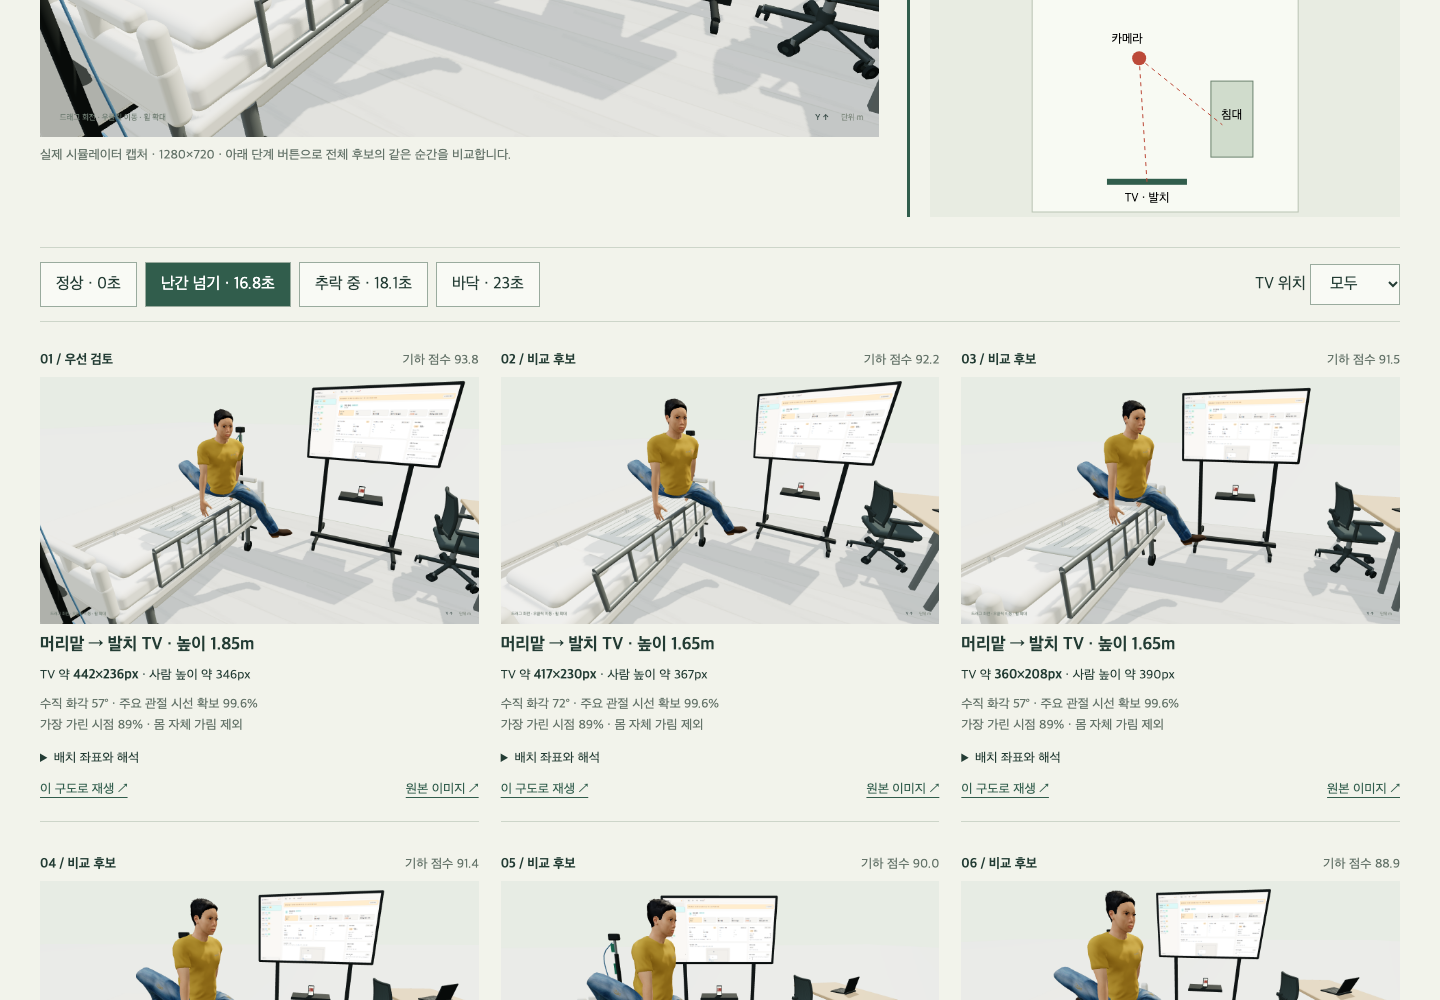 드래그 회전 · 우클릭 이동 · 휠 확대
Y ↑ 단위 m
실제 시뮬레이터 캡처 · 1280×720 · 아래 단계 버튼으로 전체 후보의 같은 순간을 비교합니다.
카메라
침대
TV · 발치
정상 · 0초
난간 넘기 · 16.8초
추락 중 · 18.1초
바닥 · 23초
TV 위치 모두
01 / 우선 검토 기하 점수 93.8
머리맡 → 발치 TV · 높이 1.85m
TV 약 442×236px · 사람 높이 약 346px
수직 화각 57° · 주요 관절 시선 확보 99.6%
가장 가린 시점 89% · 몸 자체 가림 제외
▶ 배치 좌표와 해석
이 구도로 재생 ↗ 원본 이미지 ↗
02 / 비교 후보 기하 점수 92.2
머리맡 → 발치 TV · 높이 1.65m
TV 약 417×230px · 사람 높이 약 367px
수직 화각 72° · 주요 관절 시선 확보 99.6%
가장 가린 시점 89% · 몸 자체 가림 제외
▶ 배치 좌표와 해석
이 구도로 재생 ↗ 원본 이미지 ↗
03 / 비교 후보 기하 점수 91.5
머리맡 → 발치 TV · 높이 1.65m
TV 약 360×208px · 사람 높이 약 390px
수직 화각 57° · 주요 관절 시선 확보 99.6%
가장 가린 시점 89% · 몸 자체 가림 제외
▶ 배치 좌표와 해석
이 구도로 재생 ↗ 원본 이미지 ↗
04 / 비교 후보 기하 점수 91.4
05 / 비교 후보 기하 점수 90.0
06 / 비교 후보 기하 점수 88.9